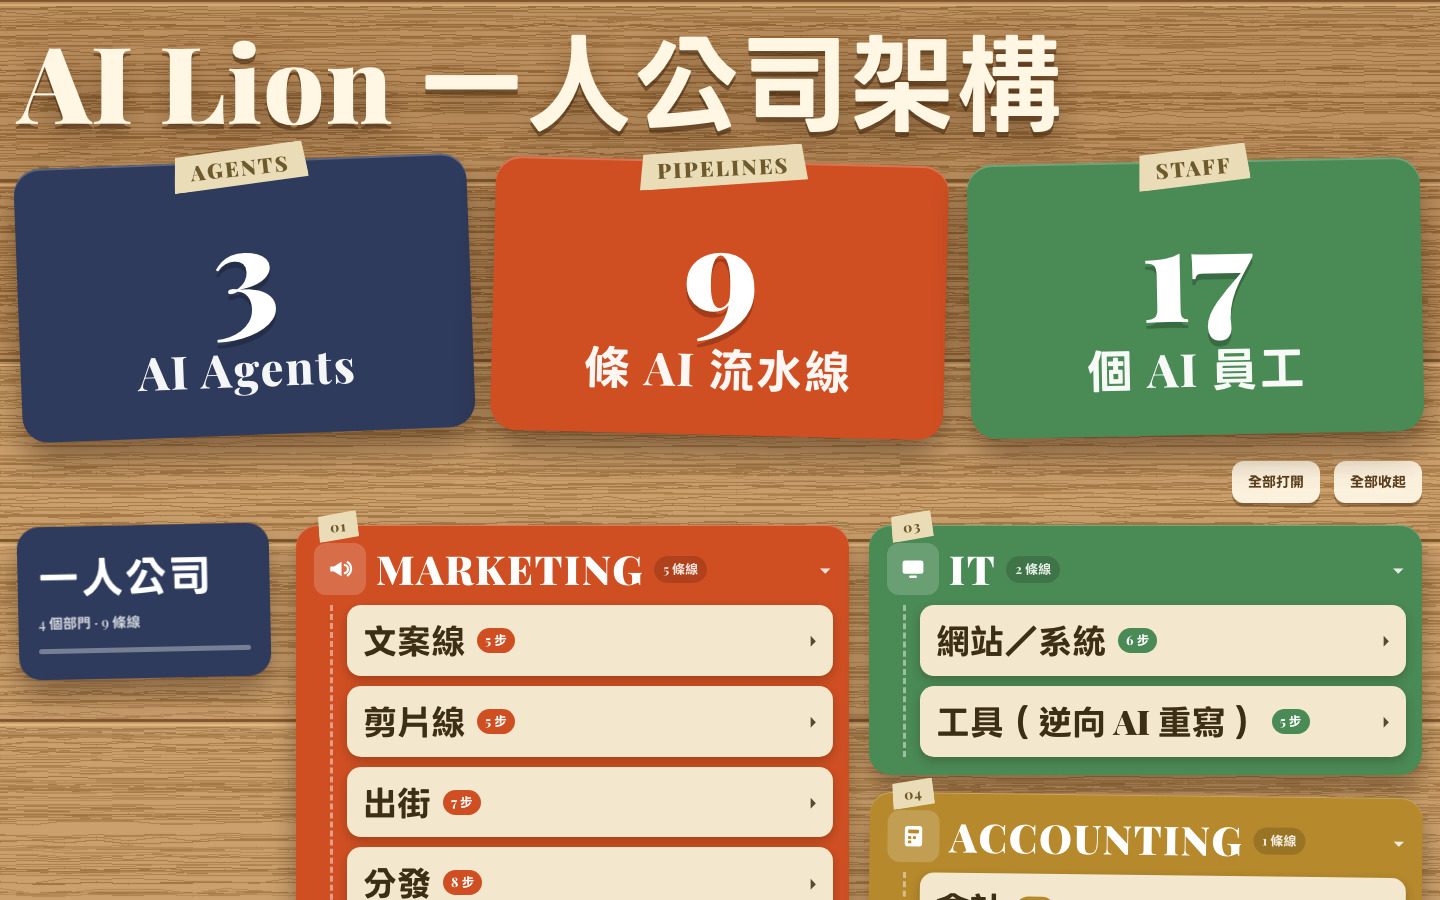 AI Lion 一人公司架構
AGENTS
3
AI Agents
PIPELINES
9
條 AI 流水線
STAFF
17
個 AI 員工
全部打開
全部收起
一人公司
4 個部門 · 9 條線
01
MARKETING
5 條線
文案線
5 步
剪片線
5 步
出街
7 步
分發
8 步
03
IT
2 條線
網站／系統
6 步
工具（逆向 AI 重寫）
5 步
04
ACCOUNTING
1 條線